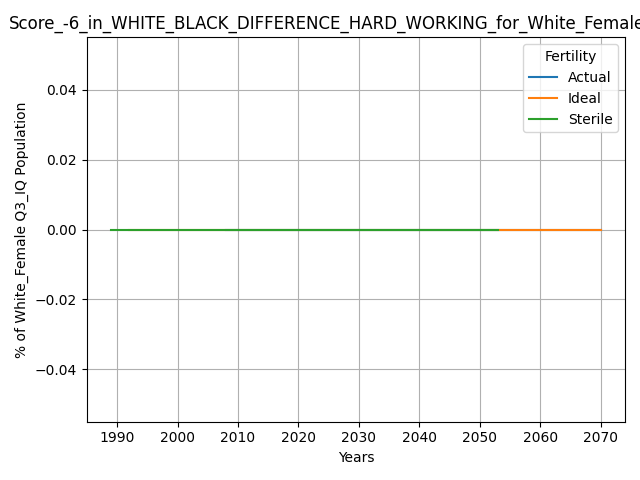 Score_-6_in_WHITE_BLACK_DIFFERENCE_HARD_WORKING_for_White_Female
Fertility
Actual
Ideal
Sterile
% of White_Female Q3_IQ Population
0.04
0.02
0.00
−0.02
−0.04
1990 2000 2010 2020 2030 2040 2050 2060 2070
Years